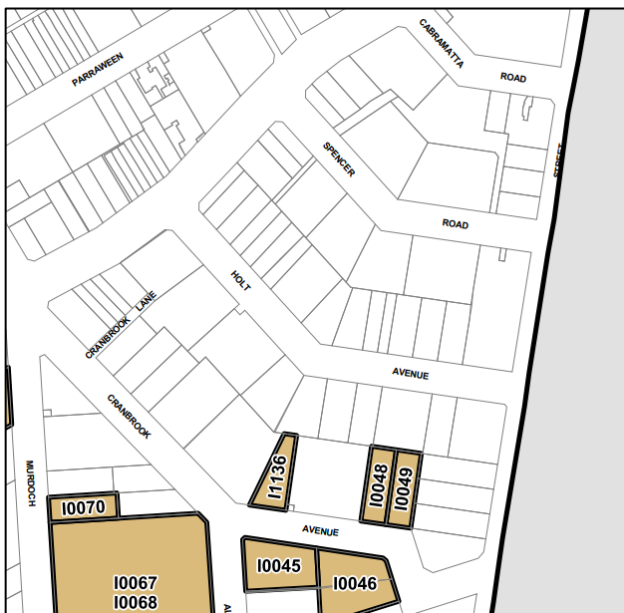 CABRAMATTA
ROAD
PARRAWEEN
STREET
SPENCER
ROAD
HOLT
CRANBROOK LANE
AVENUE
CRANBROOK
MURDOCH
I1136
I0048
I0049
I0070
AVENUE
I0045
I0046
I0067
I0068